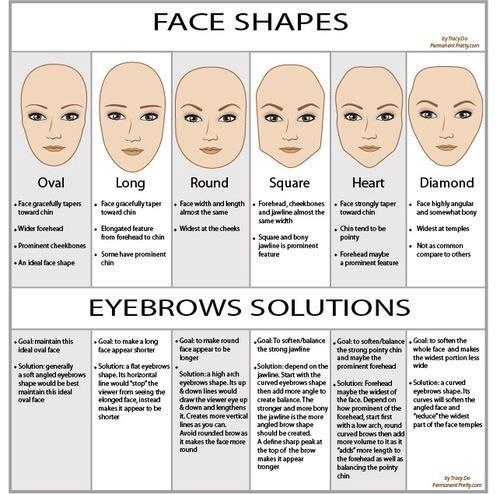 FACE SHAPES
by Tracy Do
Permanent Pretty.com
Oval
Long
Round
Square
Heart
Diamond
• Face gracefully tapers
toward chin
• Wider forehead
• Prominent cheekbones
• An ideal face shape
• Face gracefully taper
toward chin
• Elongated feature
from forehead to chin
• Some have prominent
chin
• Face width and length
almost the same
• Widest at the cheeks
• Forehead, cheekbones
and jawline almost the
same width
• Square and bony
jawline is prominent
feature
• Face strongly taper
toward chin
• Chin tend to be
pointy
• Forehead maybe
a prominent feature
• Face highly angular
and somewhat bony
• Widest at temples
• Not as common
compare to others
EYEBROWS SOLUTIONS
• Goal: maintain this
ideal oval face
• Solution: generally
a soft angled eyebrows
shape would be best
maintain this ideal
oval face
• Goal: to make a long
face appear shorter
• Solution: a flat eyebrows
shape. Its horizontal
line would "stop" the
viewer from seeing the
elonged face, instead
makes it appear to be
shorter
• Goal: to make round
face appear to be
longer
•
Solution: a high arch
eyebrows shape. Its up
& down lines would
draw the viewer eye up
& down and lengthens
it. Creates more vertical
lines as you can.
Avoid rounded brow as
it makes the face more
round
•Goal: To soften/balance
the strong jawline
• Solution: depend on the
jawline. Start with the
curved eyebrows shape
then add more angle to
create balance. The
stronger and more bony
the jawline is the more
angled brow shape
should be created.
A define sharp peak at
the top of the brow
makes it appear
tronger
• Goal: to soften/balance
the strong pointy chin
and maybe the
prominent forehead
• Solution: Forehead
maybe the widest of
the face. Depend on
how prominent of the
forehead, start first
with a low arch, round
curved brows then add
more volume to it as it
"adds" more length to
the forehead as well as
balancing the pointy
chin
• Goal: to soften the
whole face and makes
the widest portion less
wide
• Solution: a curved
eyebrows shape. Its
curves will soften the
angled face and
"reduce" the widest
part of the face temples
by Tracy Do
Permanent Pretty.com